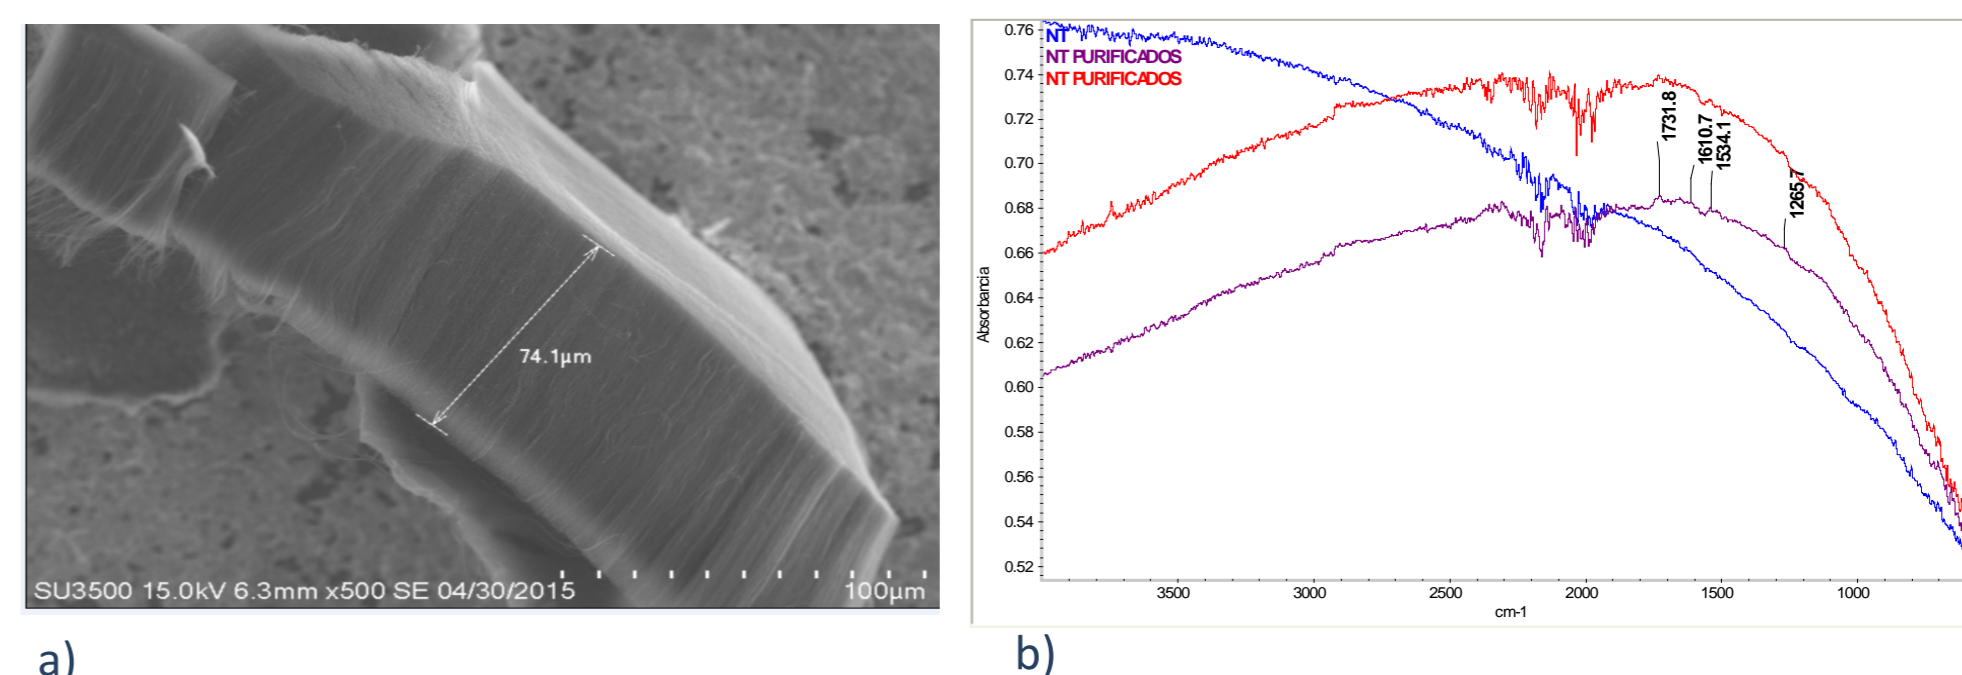 74.1µm
SU3500 15.0kV 6.3mm x500 SE 04/30/2015 100µm
a)
NT
NT PURIFICADOS
NT PURIFICADOS
0.76
0.74
0.72
0.70
0.68
0.66
0.64
0.62
0.60
0.58
0.56
0.54
0.52
Absorbancia
1731.8
1610.7
1534.1
1265.7
3500 3000 2500 2000 1500 1000
cm-1
b)